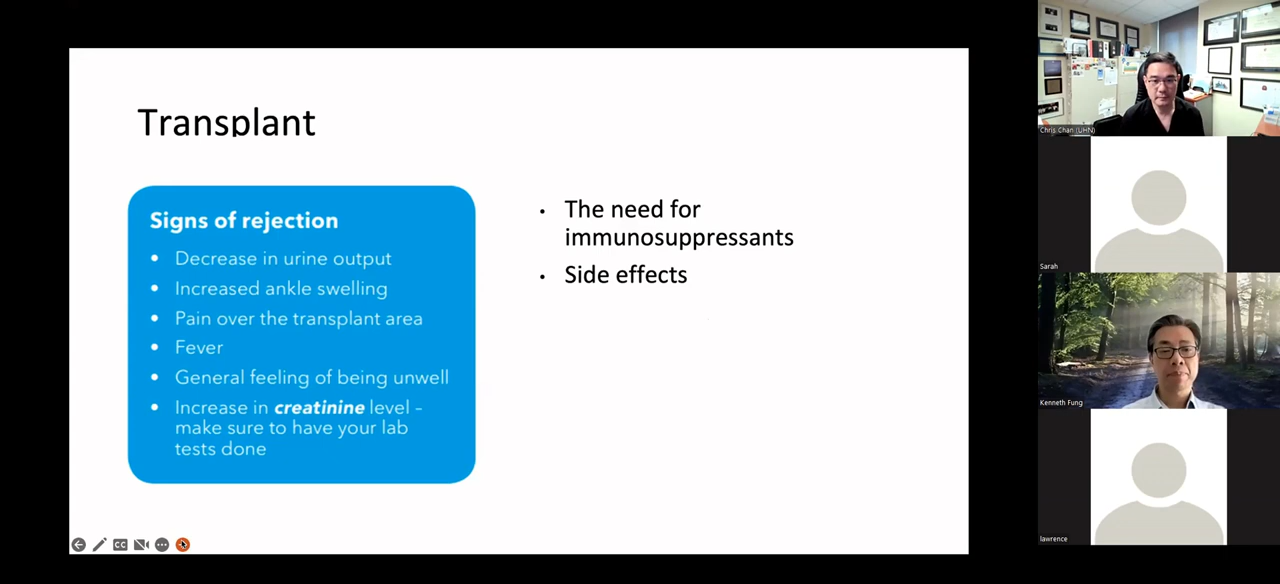 Transplant
Signs of rejection
• Decrease in urine output
• Increased ankle swelling
• Pain over the transplant area
• Fever
• General feeling of being unwell
• Increase in creatinine level –
make sure to have your lab
tests done
• The need for
immunosuppressants
• Side effects
CC
Chris Chan (UHN)
Sarah
Kenneth Fung
lawrence